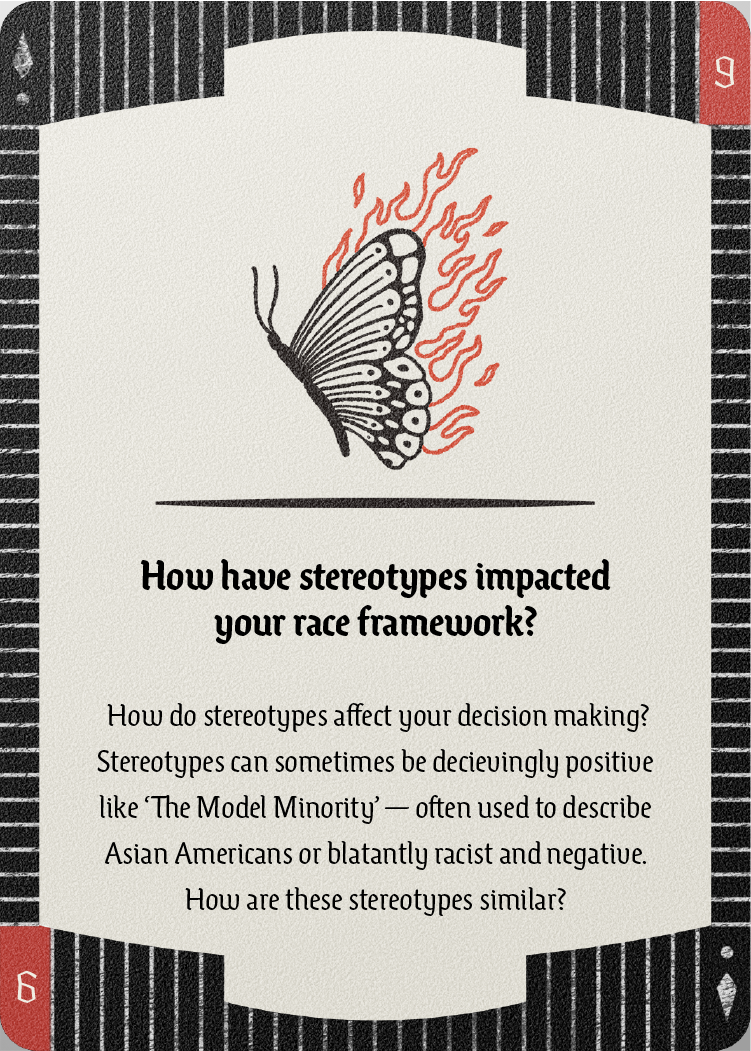 9
How have stereotypes impacted
your race framework?
How do stereotypes affect your decision making?
Stereotypes can sometimes be decievingly positive
like ‘The Model Minority’ — often used to describe
Asian Americans or blatantly racist and negative.
How are these stereotypes similar?
9